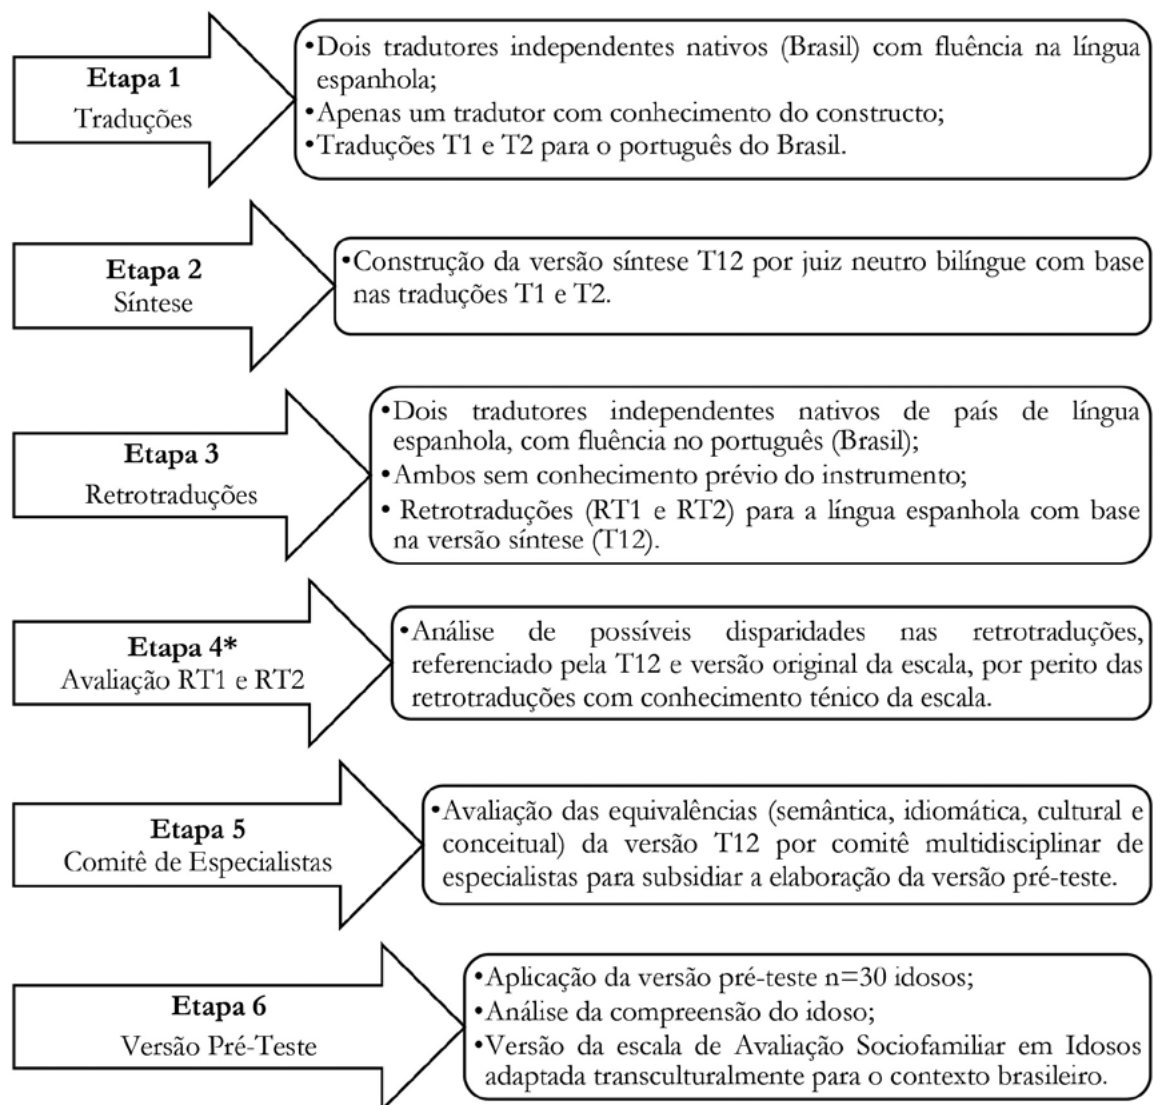 Etapa 1
Traduções
•Dois tradutores independentes nativos (Brasil) com fluência na língua
espanhola;
•Apenas um tradutor com conhecimento do constructo;
•Traduções T1 e T2 para o português do Brasil.
Etapa 2
Síntese
•Construção da versão síntese T12 por juiz neutro bilíngue com base
nas traduções T1 e T2.
Etapa 3
Retrotraduções
•Dois tradutores independentes nativos de país de língua
espanhola, com fluência no português (Brasil);
•Ambos sem conhecimento prévio do instrumento;
• Retrotraduções (RT1 e RT2) para a língua espanhola com base
na versão síntese (T12).
Etapa 4*
Avaliação RT1 e RT2
•Análise de possíveis disparidades nas retrotraduções,
referenciado pela T12 e versão original da escala, por perito das
retrotraduções com conhecimento ténico da escala.
Etapa 5
Comitê de Especialistas
•Avaliação das equivalências (semântica, idiomática, cultural e
conceitual) da versão T12 por comitê multidisciplinar de
especialistas para subsidiar a elaboração da versão pré-teste.
Etapa 6
Versão Pré-Teste
•Aplicação da versão pré-teste n=30 idosos;
•Análise da compreensão do idoso;
•Versão da escala de Avaliação Sociofamiliar em Idosos
adaptada transculturalmente para o contexto brasileiro.